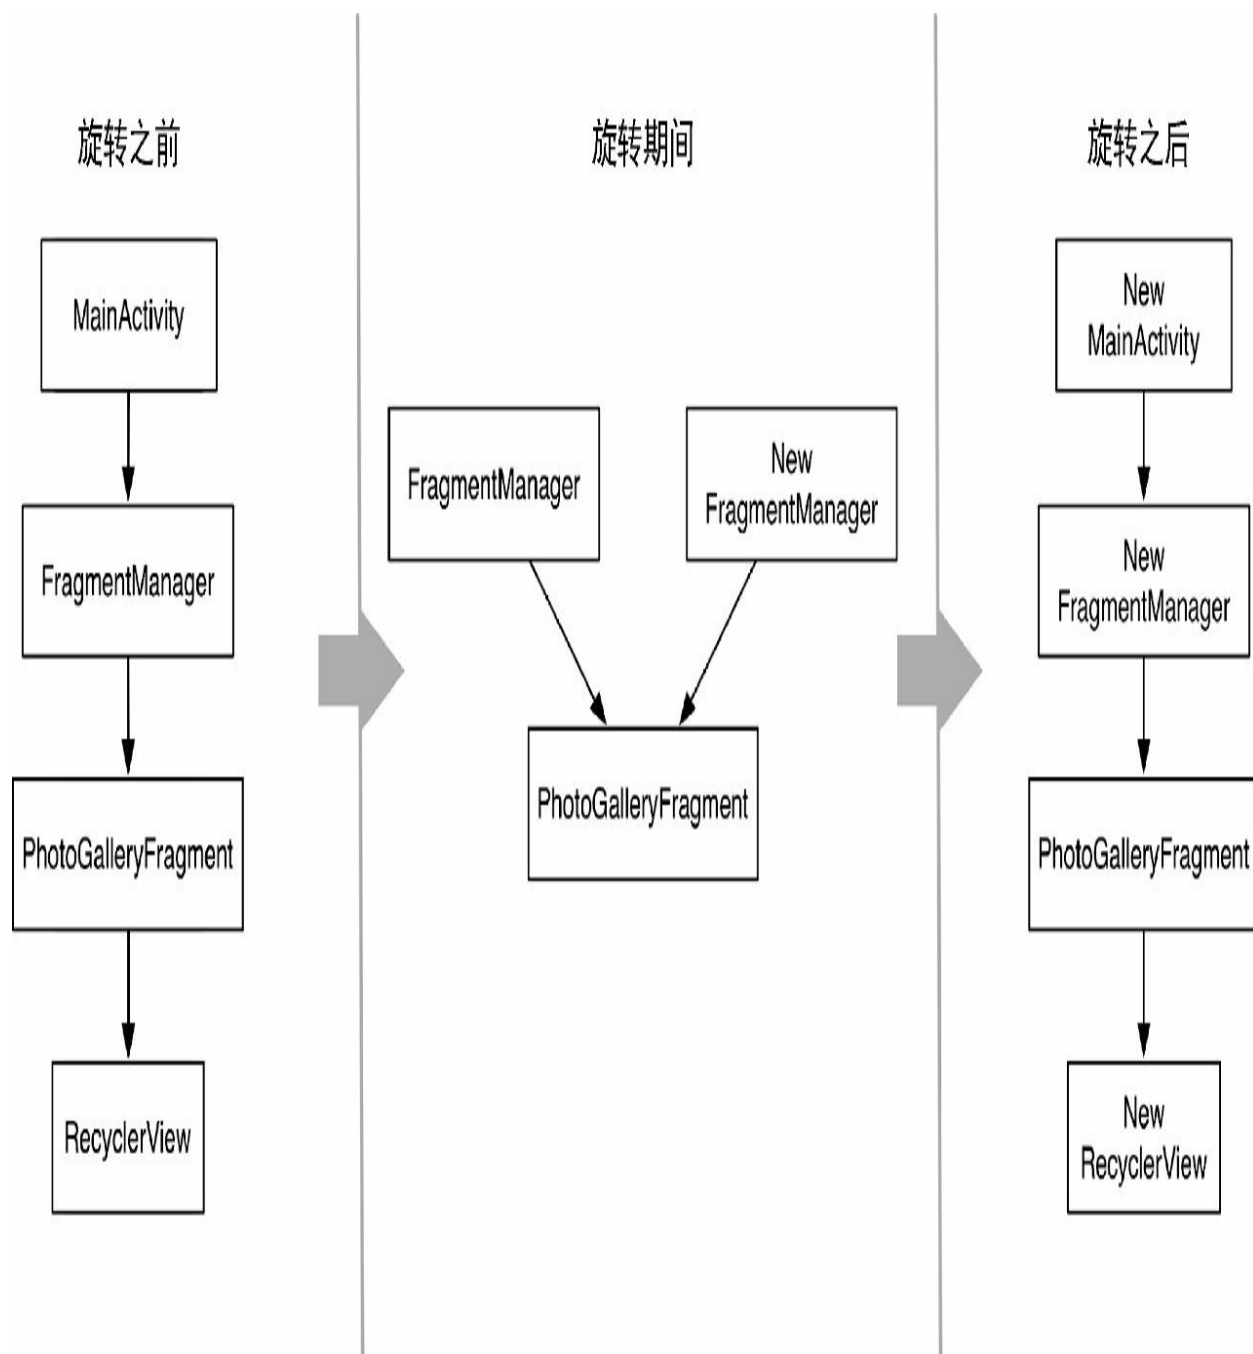 旋转之前
MainActivity
FragmentManager
PhotoGalleryFragment
RecyclerView
旋转期间
FragmentManager
New
FragmentManager
PhotoGalleryFragment
旋转之后
New
MainActivity
New
FragmentManager
PhotoGalleryFragment
New
RecyclerView